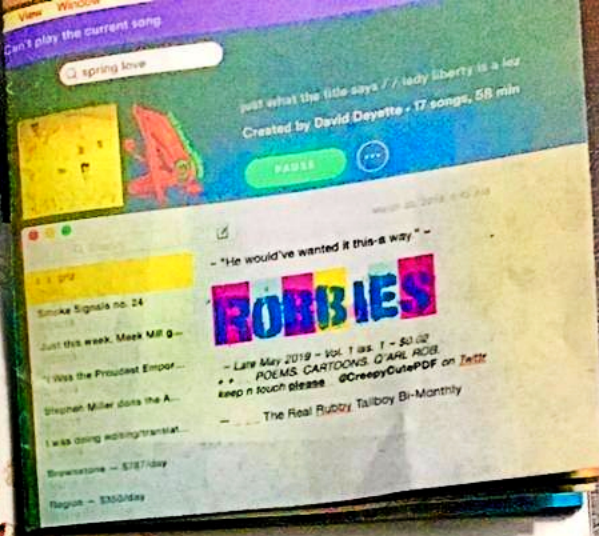 View Window
Can't play the current song.
spring love
just what the title says // lady liberty is a lez
Created by David Deyette • 17 songs, 58 min
PAUSE
- "He would've wanted it this-a way." -
ROBBIES
Smoke Signals no. 24
Just this week, Meek Mill g...
"I Was the Proudest Empor...
Stephen Miller dons the A...
I was doing editing/translat...
Brownstone — $787/day
Region — $350/day
~ Late May 2019 ~ Vol. 1 iss. 1 ~ $0.02
+ + POEMS. CARTOONS. Q'ARL ROB.
keep n touch please @CreepyCutePDF on Twittr
The Real Rubby Tallboy Bi-Monthly